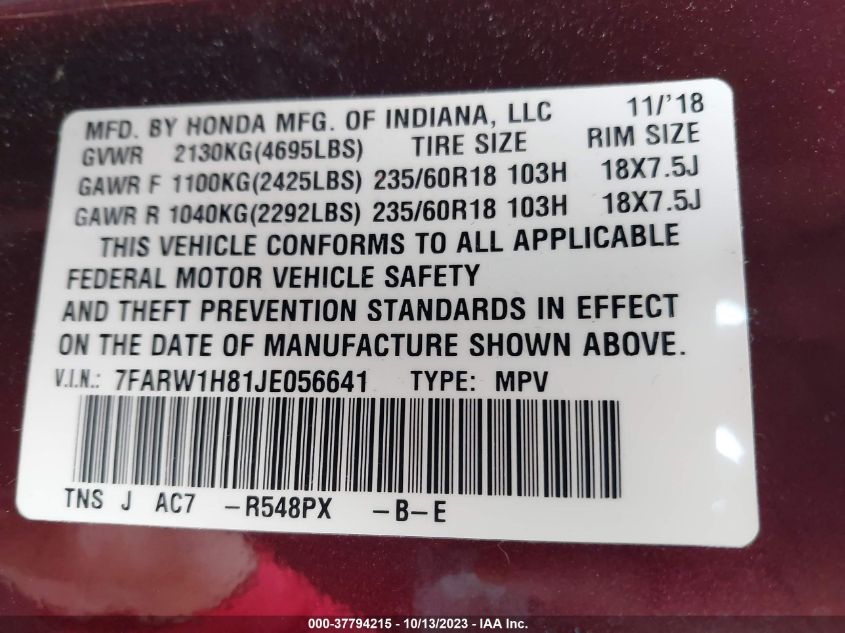 MFD. BY HONDA MFG. OF INDIANA, LLC 11/'18
GVWR 2130KG(4695LBS) TIRE SIZE RIM SIZE
GAWR F 1100KG(2425LBS) 235/60R18 103H 18X7.5J
GAWR R 1040KG(2292LBS) 235/60R18 103H 18X7.5J
THIS VEHICLE CONFORMS TO ALL APPLICABLE
FEDERAL MOTOR VEHICLE SAFETY
AND THEFT PREVENTION STANDARDS IN EFFECT
ON THE DATE OF MANUFACTURE SHOWN ABOVE.
V.I.N.: 7FARW1H81JE056641 TYPE: MPV
TNS J AC7 -R548PX -B-E
000-37794215 - 10/13/2023 - IAA Inc.